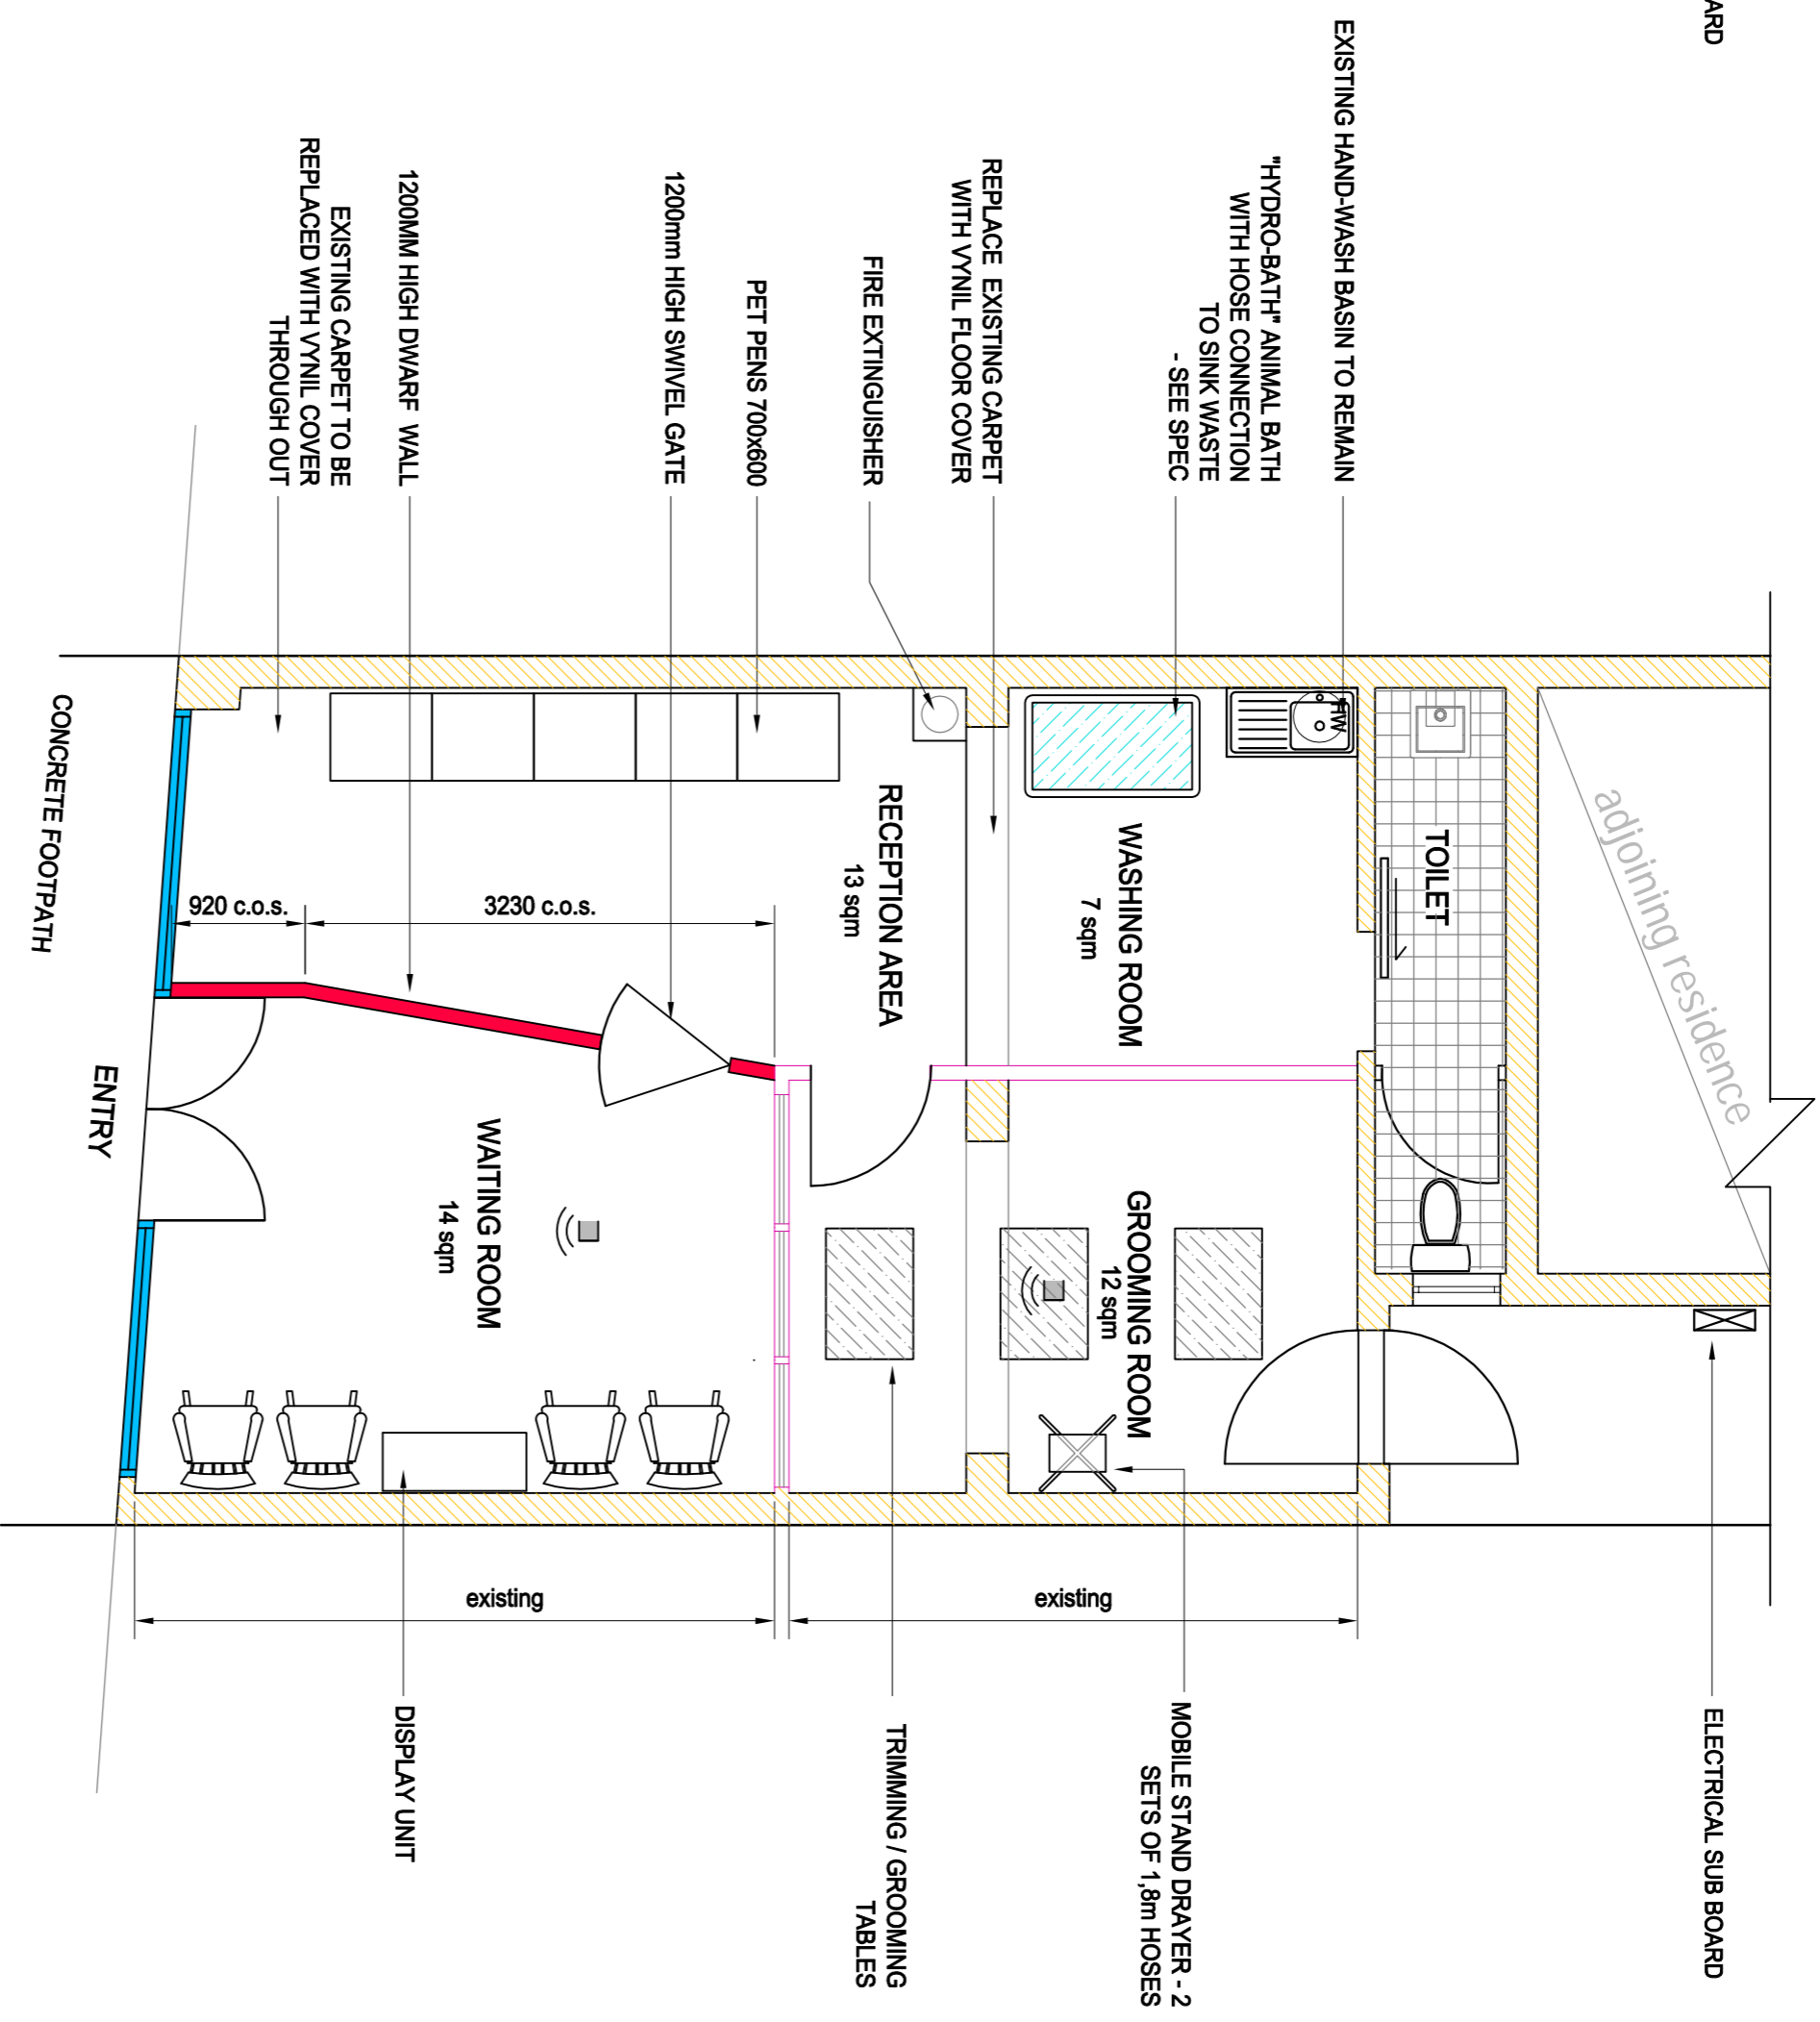 ARD
EXISTING HAND-WASH BASIN TO REMAIN
"HYDRO-BATH" ANIMAL BATH
WITH HOSE CONNECTION
TO SINK WASTE
- SEE SPEC
REPLACE EXISTING CARPET
WITH VYNIL FLOOR COVER
FIRE EXTINGUISHER
PET PENS 700x600
1200mm HIGH SWIVEL GATE
1200MM HIGH DWARF WALL
EXISTING CARPET TO BE
REPLACED WITH VYNIL COVER
THROUGH OUT
adjoining residence
TOILET
HW
WASHING ROOM
7 sqm
RECEPTION AREA
13 sqm
3230 c.o.s.
920 c.o.s.
GROOMING ROOM
12 sqm
WAITING ROOM
14 sqm
CONCRETE FOOTPATH
ENTRY
existing
existing
ELECTRICAL SUB BOARD
MOBILE STAND DRAYER - 2
SETS OF 1,8m HOSES
TRIMMING / GROOMING
TABLES
DISPLAY UNIT